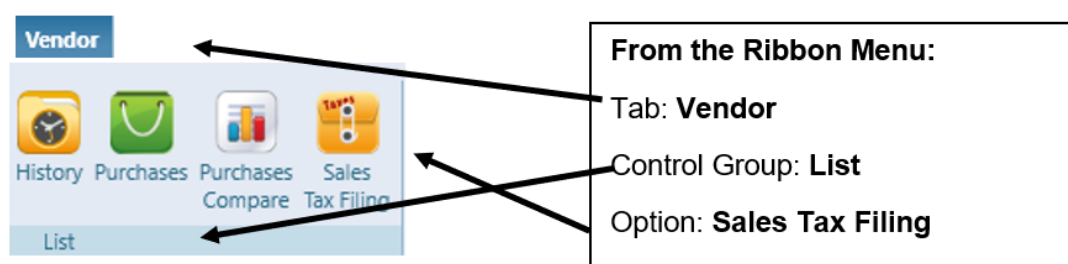 Vendor
Taxes
History Purchases Purchases Compare Sales Tax Filing
List
From the Ribbon Menu:
Tab: Vendor
Control Group: List
Option: Sales Tax Filing